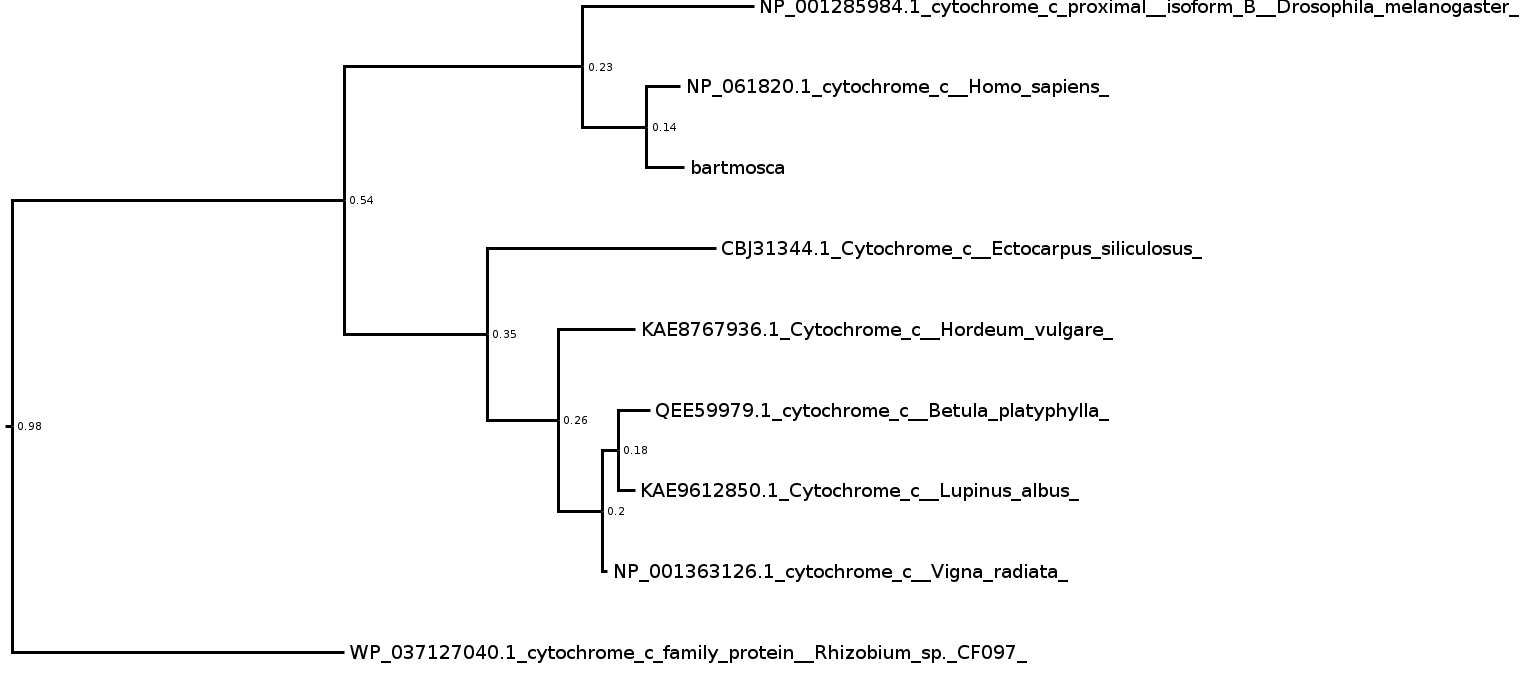 NP_001285984.1_cytochrome_c_proximal__isoform_B__Drosophila_melanogaster_
0.23
NP_061820.1_cytochrome_c__Homo_sapiens_
0.14
bartmosca
0.54
CBJ31344.1_Cytochrome_c__Ectocarpus_siliculosus_
KAE8767936.1_Cytochrome_c__Hordeum_vulgare_
0.35
QEE59979.1_cytochrome_c__Betula_platyphylla_
0.26
0.98
0.18
KAE9612850.1_Cytochrome_c__Lupinus_albus_
0.2
NP_001363126.1_cytochrome_c__Vigna_radiata_
WP_037127040.1_cytochrome_c_family_protein__Rhizobium_sp._CF097_